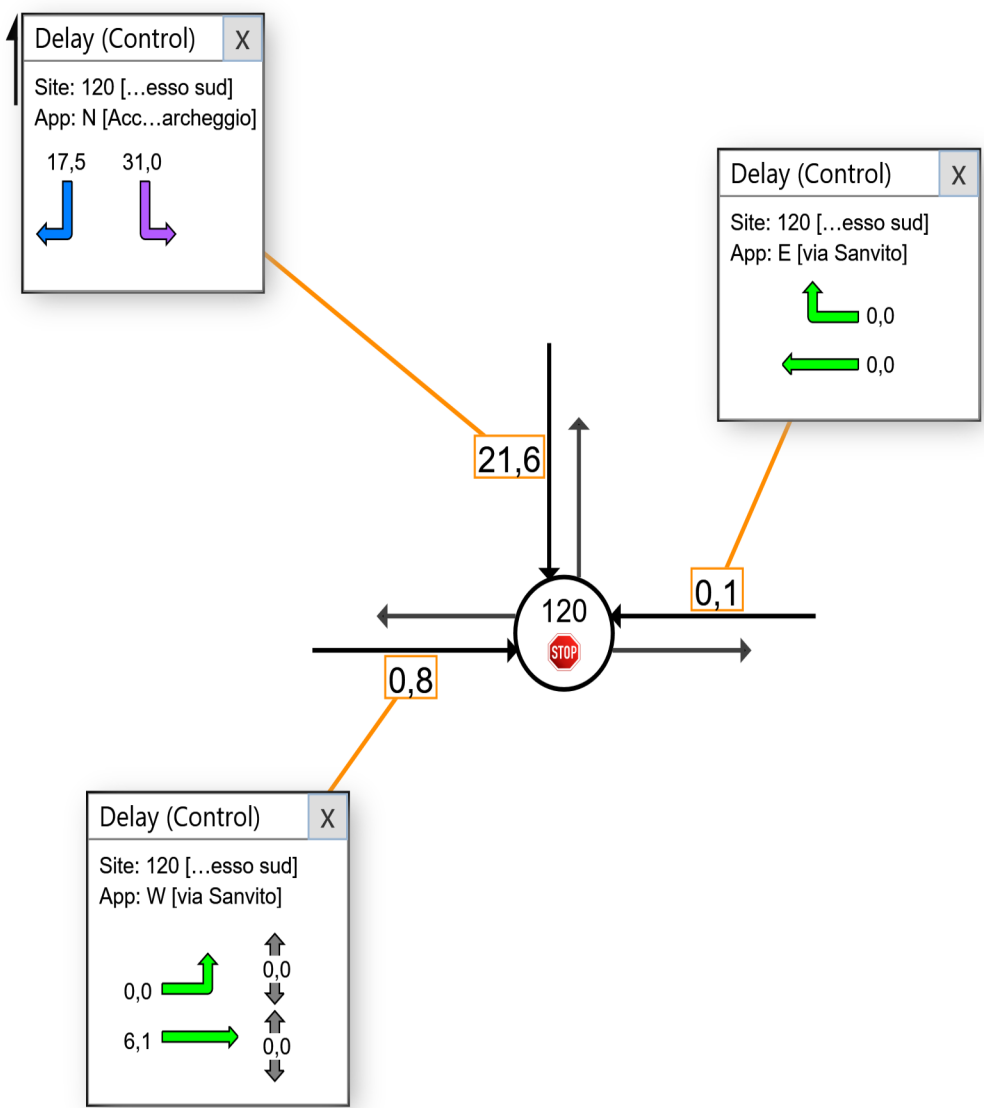 Delay (Control) X
Site: 120 [...esso sud]
App: N [Acc...archeggio]
17,5 31,0
Delay (Control) X
Site: 120 [...esso sud]
App: E [via Sanvito]
0,0
0,0
21,6
0,1
120
STOP
0,8
Delay (Control) X
Site: 120 [...esso sud]
App: W [via Sanvito]
0,0 0,0
6,1 0,0